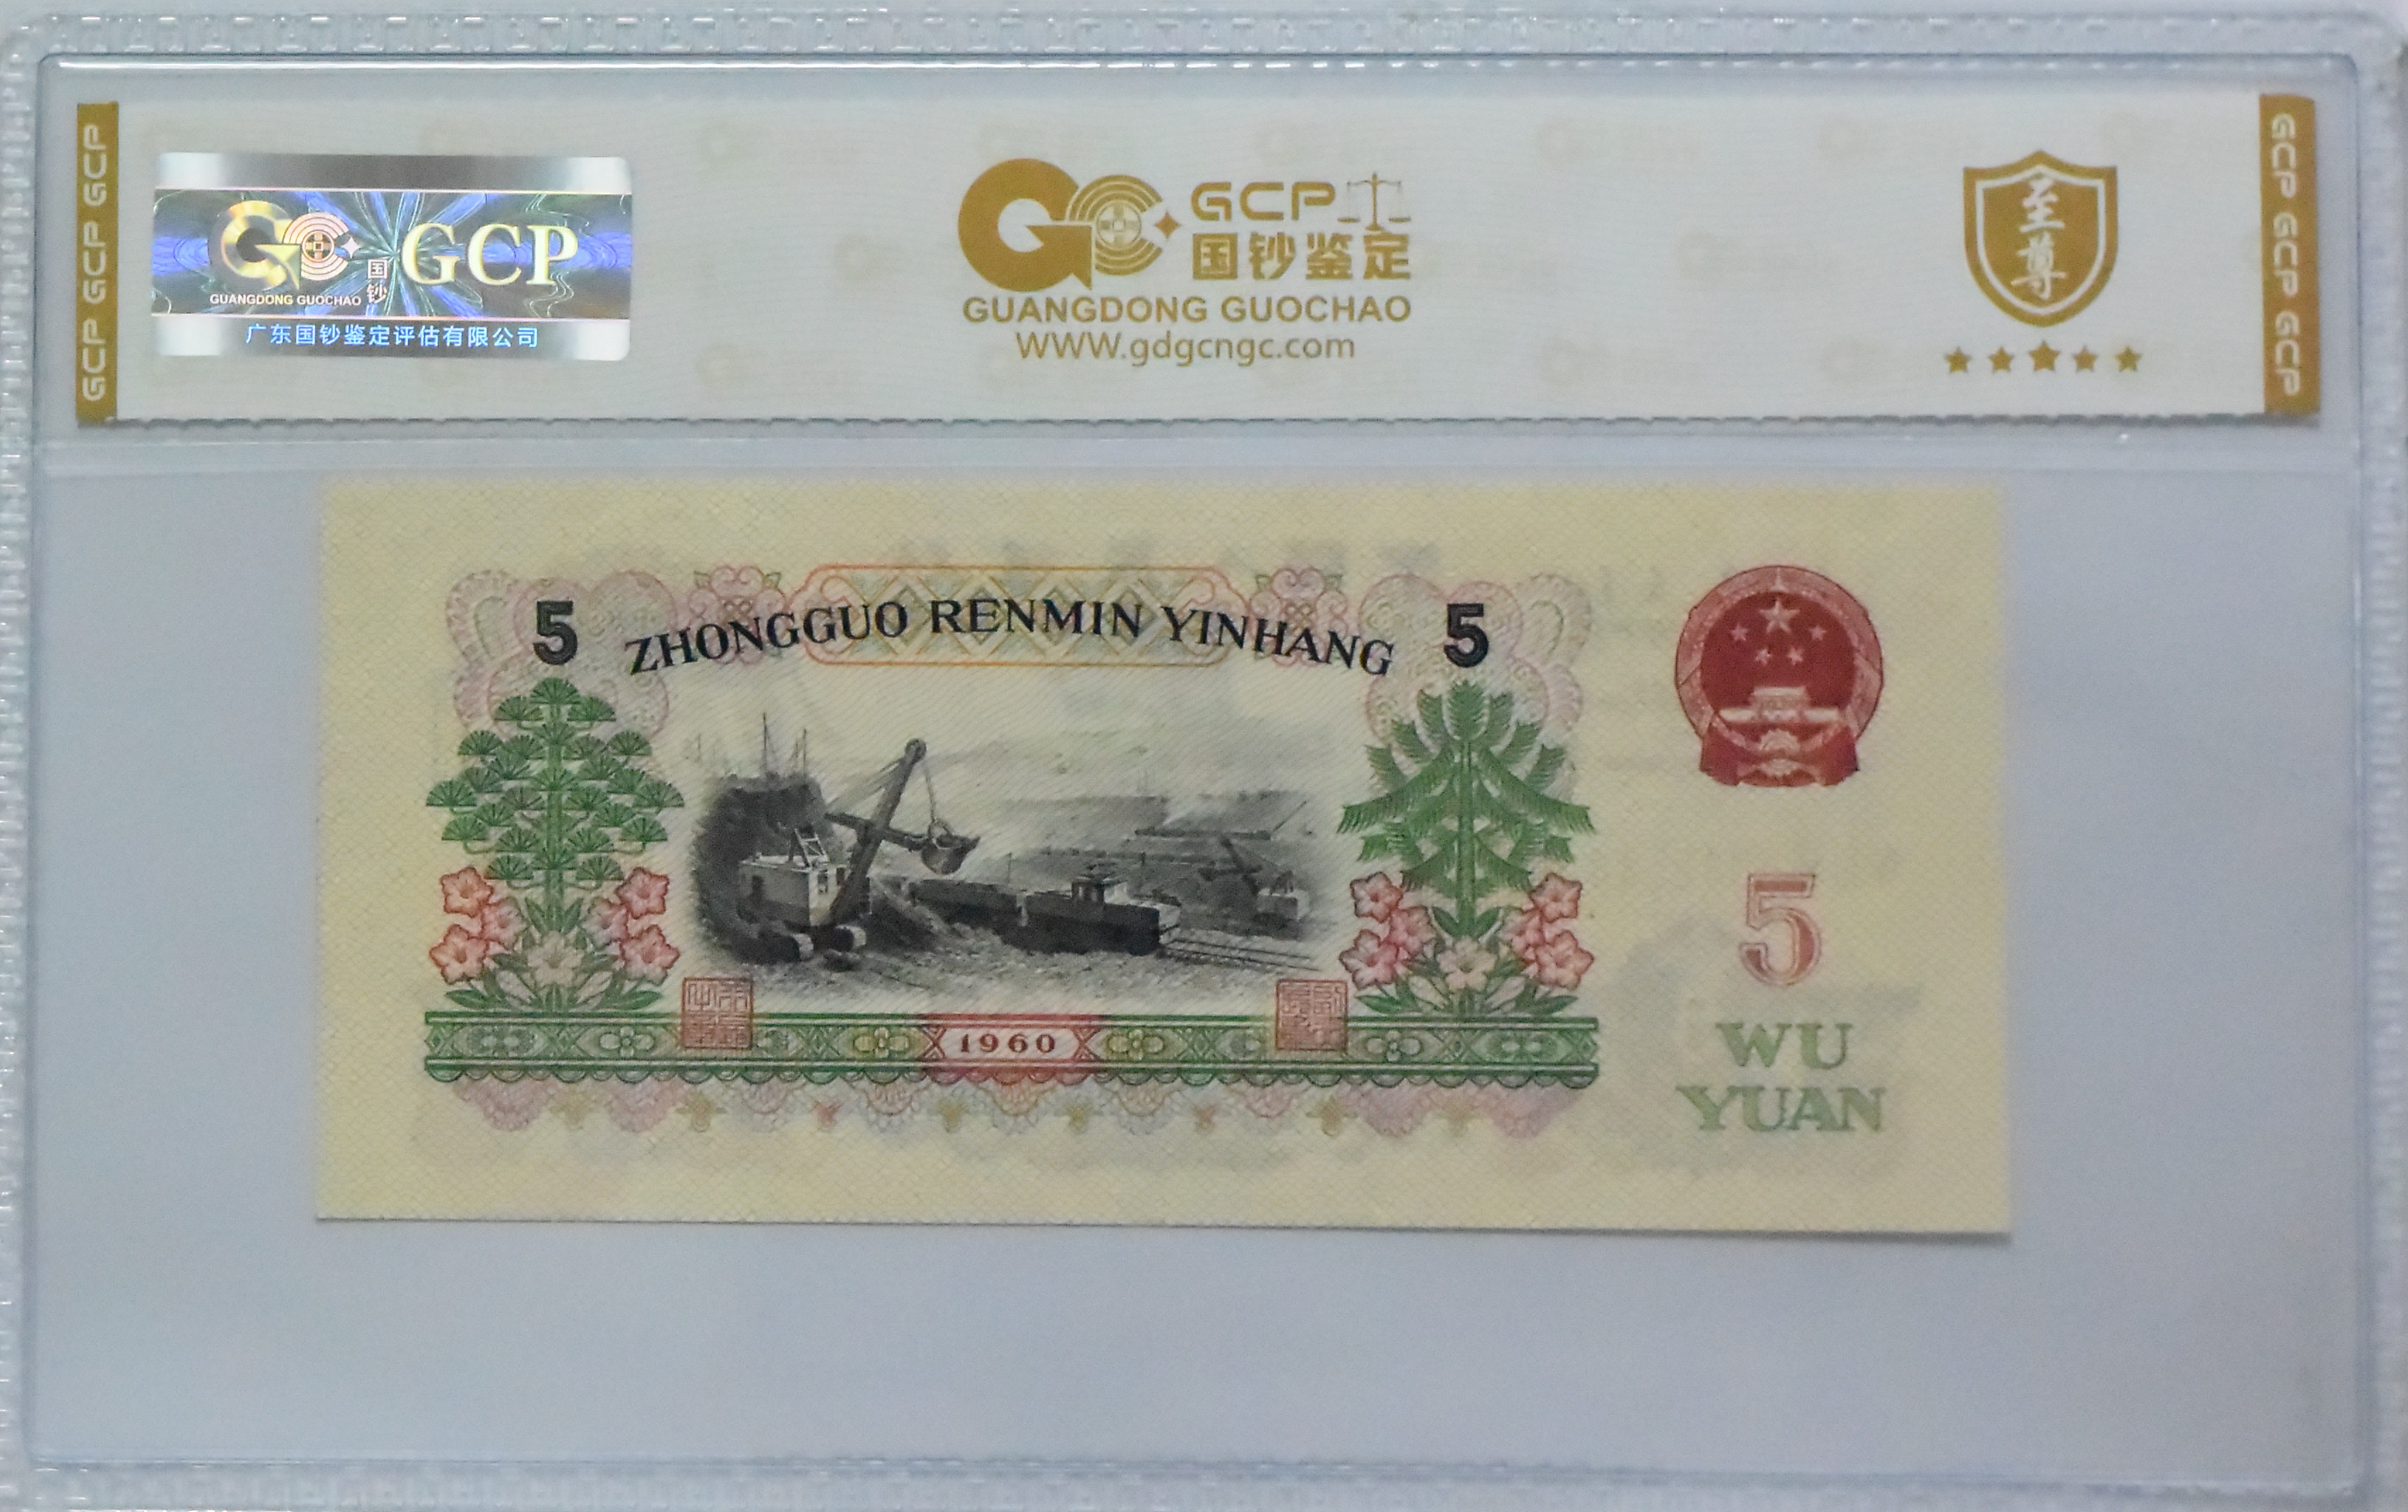 GCP GCP GCP
GCP
国钞
GUANGDONG GUOCHAO
广东国钞鉴定评估有限公司
GCP
国钞鉴定
GUANGDONG GUOCHAO
WWW.gdgcngc.com
至尊
GCP GCP GCP
5 ZHONGGUO RENMIN YINHANG 5
5
1960
WU
YUAN